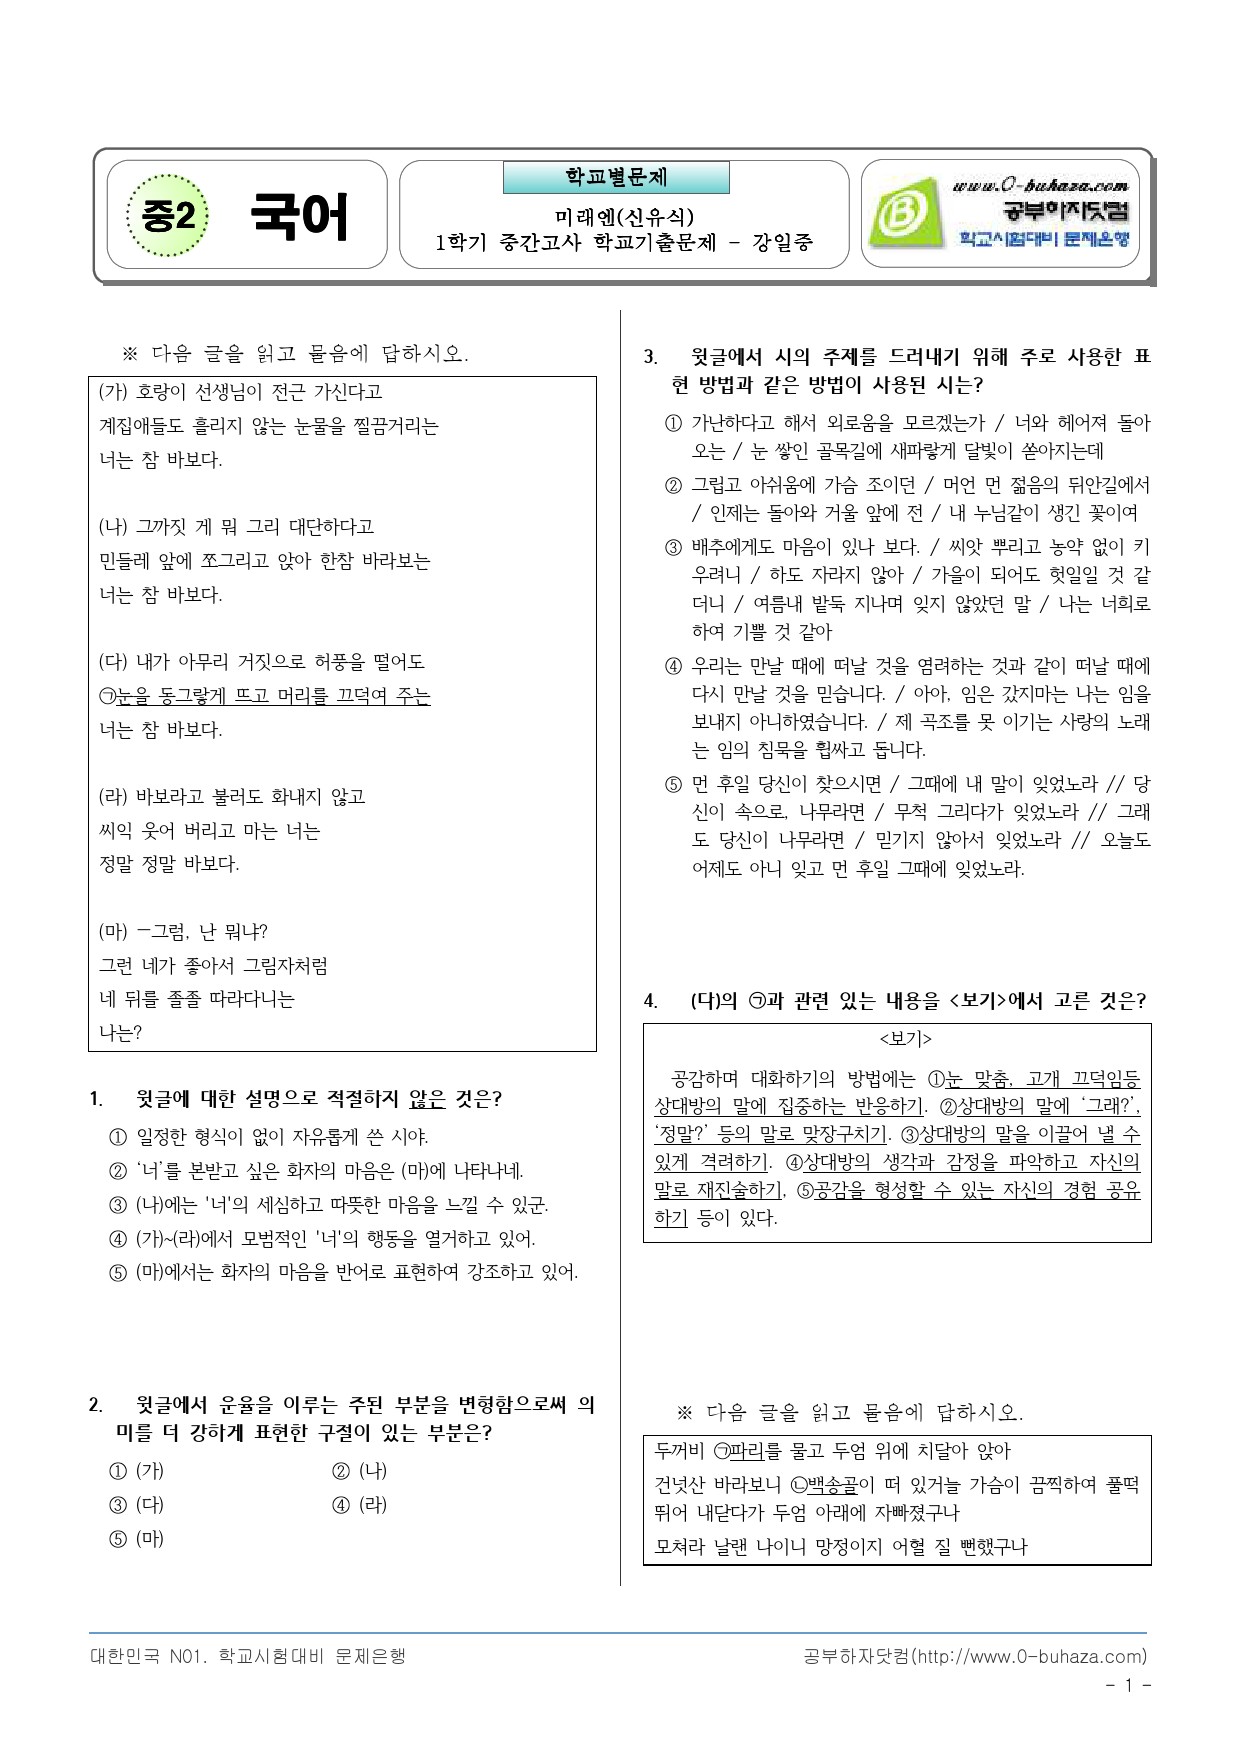 중2 국어
학교별문제
미래엔(신유식)
1학기 중간고사 학교기출문제 - 강일중
www.0-buhaza.com
공부하자닷컴
학교시험대비 문제은행
※ 다음 글을 읽고 물음에 답하시오.
(가) 호랑이 선생님이 전근 가신다고
계집애들도 흘리지 않는 눈물을 찔끔거리는
너는 참 바보다.
(나) 그까짓 게 뭐 그리 대단하다고
민들레 앞에 쪼그리고 앉아 한참 바라보는
너는 참 바보다.
(다) 내가 아무리 거짓으로 허풍을 떨어도
㉠눈을 동그랗게 뜨고 머리를 끄덕여 주는
너는 참 바보다.
(라) 바보라고 불러도 화내지 않고
씨익 웃어 버리고 마는 너는
정말 정말 바보다.
(마) ―그럼, 난 뭐냐?
그런 네가 좋아서 그림자처럼
네 뒤를 졸졸 따라다니는
나는?
1. 윗글에 대한 설명으로 적절하지 않은 것은?
① 일정한 형식이 없이 자유롭게 쓴 시야.
② ‘너’를 본받고 싶은 화자의 마음은 (마)에 나타나네.
③ (나)에는 '너'의 세심하고 따뜻한 마음을 느낄 수 있군.
④ (가)~(라)에서 모범적인 '너'의 행동을 열거하고 있어.
⑤ (마)에서는 화자의 마음을 반어로 표현하여 강조하고 있어.
2. 윗글에서 운율을 이루는 주된 부분을 변형함으로써 의
미를 더 강하게 표현한 구절이 있는 부분은?
① (가) ② (나)
③ (다) ④ (라)
⑤ (마)
3. 윗글에서 시의 주제를 드러내기 위해 주로 사용한 표
현 방법과 같은 방법이 사용된 시는?
① 가난하다고 해서 외로움을 모르겠는가 / 너와 헤어져 돌아
오는 / 눈 쌓인 골목길에 새파랗게 달빛이 쏟아지는데
② 그립고 아쉬움에 가슴 조이던 / 머언 먼 젊음의 뒤안길에서
/ 인제는 돌아와 거울 앞에 전 / 내 누님같이 생긴 꽃이여
③ 배추에게도 마음이 있나 보다. / 씨앗 뿌리고 농약 없이 키
우려니 / 하도 자라지 않아 / 가을이 되어도 헛일일 것 같
더니 / 여름내 밭둑 지나며 잊지 않았던 말 / 나는 너희로
하여 기쁠 것 같아
④ 우리는 만날 때에 떠날 것을 염려하는 것과 같이 떠날 때에
다시 만날 것을 믿습니다. / 아아, 임은 갔지마는 나는 임을
보내지 아니하였습니다. / 제 곡조를 못 이기는 사랑의 노래
는 임의 침묵을 휩싸고 돕니다.
⑤ 먼 후일 당신이 찾으시면 / 그때에 내 말이 잊었노라 // 당
신이 속으로, 나무라면 / 무척 그리다가 잊었노라 // 그래
도 당신이 나무라면 / 믿기지 않아서 잊었노라 // 오늘도
어제도 아니 잊고 먼 후일 그때에 잊었노라.
4. (다)의 ㉠과 관련 있는 내용을 <보기>에서 고른 것은?
<보기>
공감하며 대화하기의 방법에는 ①눈 맞춤, 고개 끄덕임등
상대방의 말에 집중하는 반응하기. ②상대방의 말에 ‘그래?’,
‘정말?’ 등의 말로 맞장구치기. ③상대방의 말을 이끌어 낼 수
있게 격려하기. ④상대방의 생각과 감정을 파악하고 자신의
말로 재진술하기, ⑤공감을 형성할 수 있는 자신의 경험 공유
하기 등이 있다.
※ 다음 글을 읽고 물음에 답하시오.
두꺼비 ㉠파리를 물고 두엄 위에 치달아 앉아
건넛산 바라보니 ㉡백송골이 떠 있거늘 가슴이 끔찍하여 풀떡
뛰어 내닫다가 두엄 아래에 자빠졌구나
모쳐라 날랜 나이니 망정이지 어혈 질 뻔했구나
대한민국 N01. 학교시험대비 문제은행
공부하자닷컴(http://www.0-buhaza.com)
- 1 -